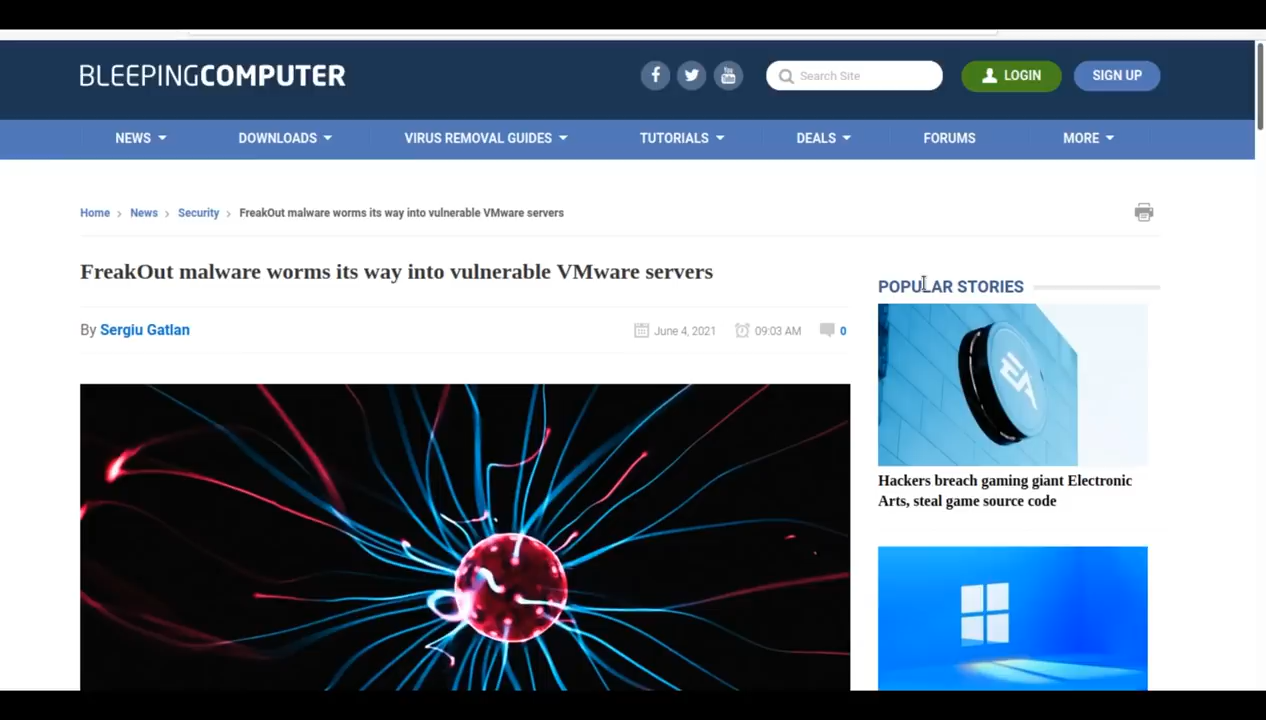 BLEEPINGCOMPUTER
You
Tube
Search Site
LOGIN
SIGN UP
NEWS
DOWNLOADS
VIRUS REMOVAL GUIDES
TUTORIALS
DEALS
FORUMS
MORE
Home
News
Security
FreakOut malware worms its way into vulnerable VMware servers
FreakOut malware worms its way into vulnerable VMware servers
By Sergiu Gatlan
June 4, 2021
09:03 AM
0
POPULAR STORIES
EA
Hackers breach gaming giant Electronic
Arts, steal game source code